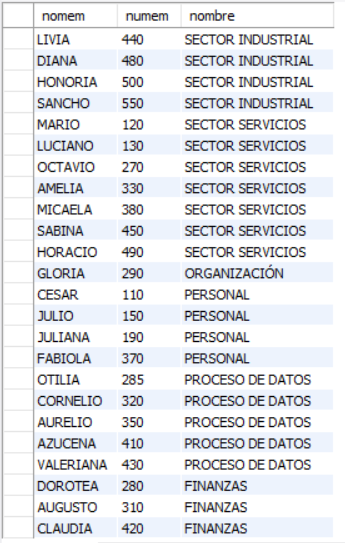 nomem numem nombre
LIVIA 440 SECTOR INDUSTRIAL
DIANA 480 SECTOR INDUSTRIAL
HONORIA 500 SECTOR INDUSTRIAL
SANCHO 550 SECTOR INDUSTRIAL
MARIO 120 SECTOR SERVICIOS
LUCIANO 130 SECTOR SERVICIOS
OCTAVIO 270 SECTOR SERVICIOS
AMELIA 330 SECTOR SERVICIOS
MICAELA 380 SECTOR SERVICIOS
SABINA 450 SECTOR SERVICIOS
HORACIO 490 SECTOR SERVICIOS
GLORIA 290 ORGANIZACIÓN
CESAR 110 PERSONAL
JULIO 150 PERSONAL
JULIANA 190 PERSONAL
FABIOLA 370 PERSONAL
OTILIA 285 PROCESO DE DATOS
CORNELIO 320 PROCESO DE DATOS
AURELIO 350 PROCESO DE DATOS
AZUCENA 410 PROCESO DE DATOS
VALERIANA 430 PROCESO DE DATOS
DOROTEA 280 FINANZAS
AUGUSTO 310 FINANZAS
CLAUDIA 420 FINANZAS